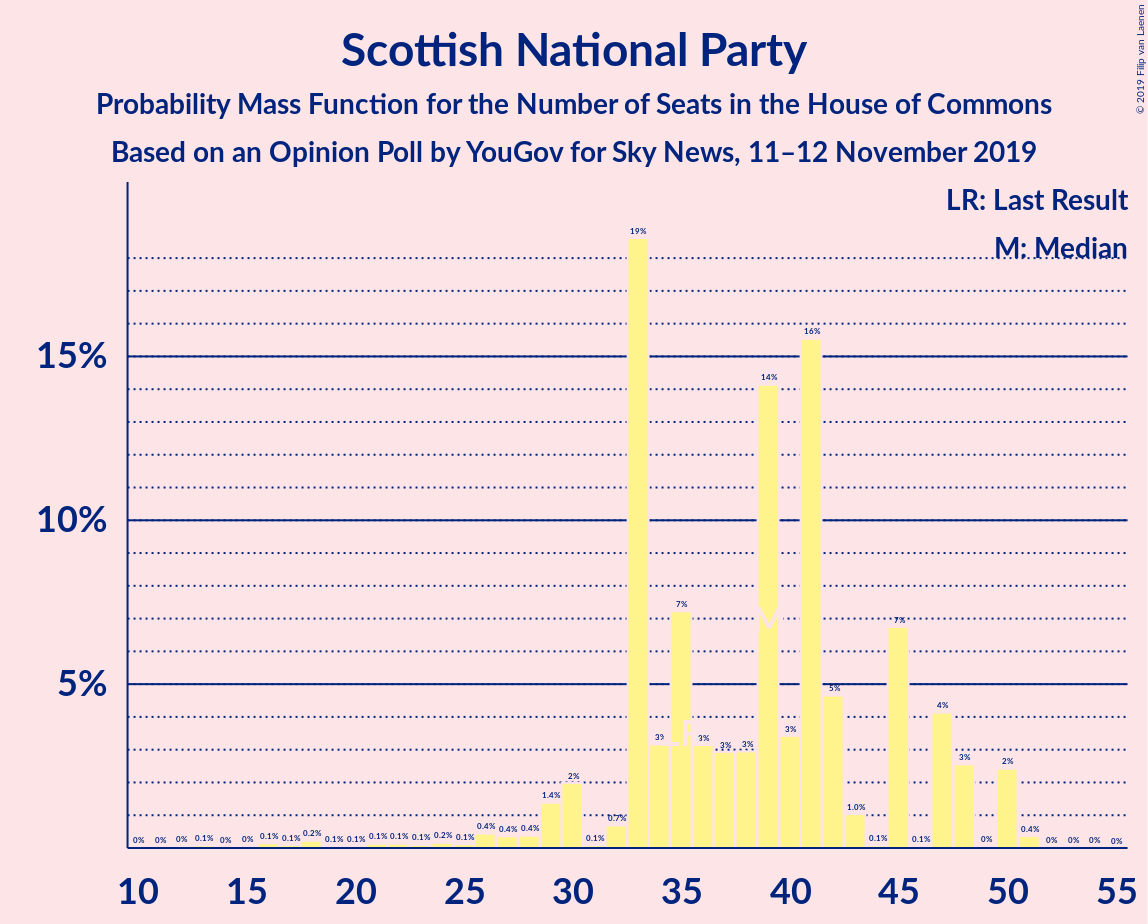 Scottish National Party
Probability Mass Function for the Number of Seats in the House of Commons
Based on an Opinion Poll by YouGov for Sky News, 11–12 November 2019
© 2019 Filip van Laenen
LR: Last Result
M: Median
15%
10%
5%
0% 0% 0% 0.1% 0% 0% 0.1% 0.1% 0.2% 0.1% 0.1% 0.1% 0.1% 0.1% 0.2% 0.1% 0.4% 0.4% 0.4% 1.4% 2% 0.1% 0.7% 19% 3% 7% 3% 3% 3% 14% 3% 16% 5% 1.0% 0.1% 7% 0.1% 4% 3% 0% 2% 0.4% 0% 0% 0% 0%
LR
M
10 15 20 25 30 35 40 45 50 55